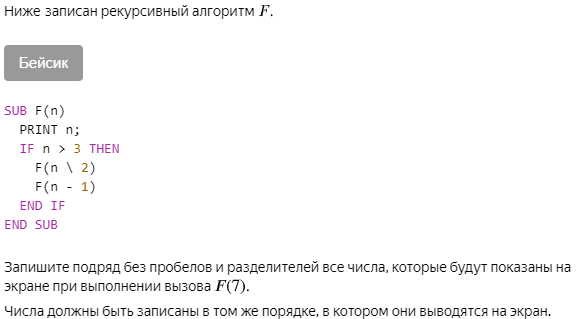 Ниже записан рекурсивный алгоритм F.
Бейсик
SUB F(n)
PRINT n;
IF n > 3 THEN
F(n \ 2)
F(n - 1)
END IF
END SUB
Запишите подряд без пробелов и разделителей все числа, которые будут показаны на
экране при выполнении вызова F(7).
Числа должны быть записаны в том же порядке, в котором они выводятся на экран.